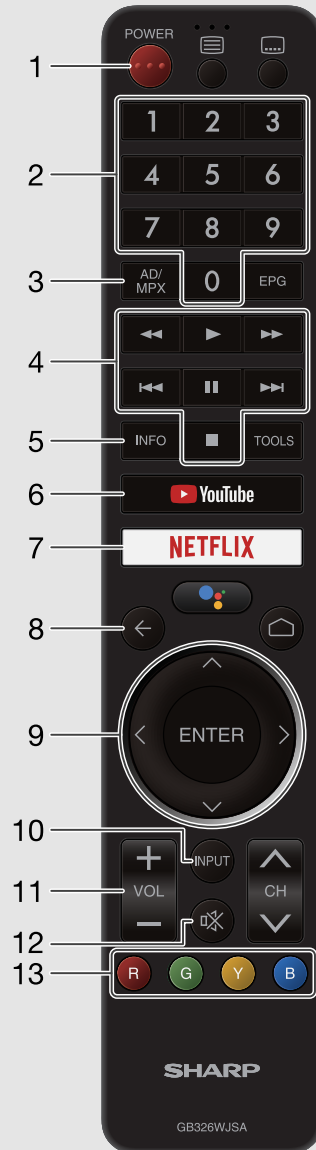 POWER
1
1 2 3
2
4 5 6
7 8 9
3
AD/
MPX
0
EPG
4
5
INFO
TOOLS
6
YouTube
7
NETFLIX
8
9
ENTER
10
INPUT
11
VOL
CH
12
13
R G Y B
SHARP
GB326WJSA